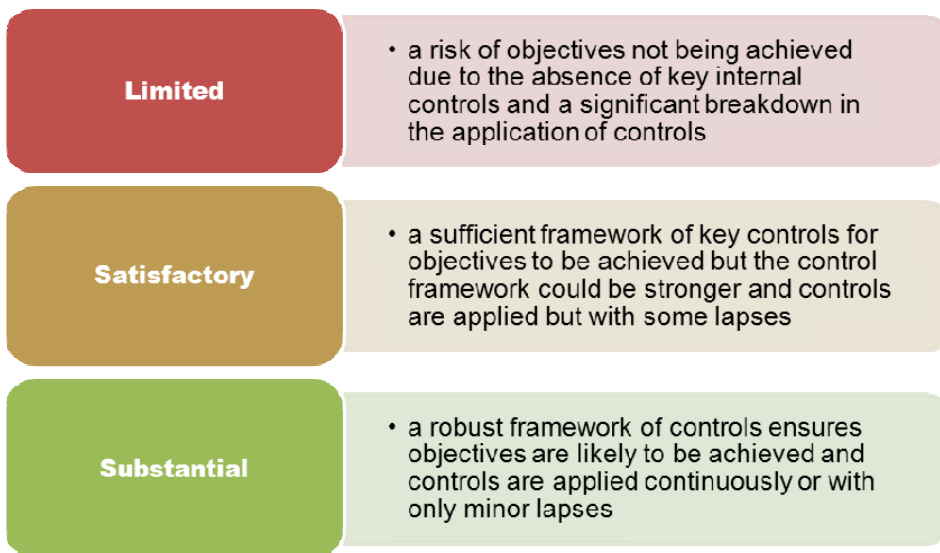 Limited
• a risk of objectives not being achieved
due to the absence of key internal
controls and a significant breakdown in
the application of controls
Satisfactory
• a sufficient framework of key controls for
objectives to be achieved but the control
framework could be stronger and controls
are applied but with some lapses
Substantial
• a robust framework of controls ensures
objectives are likely to be achieved and
controls are applied continuously or with
only minor lapses